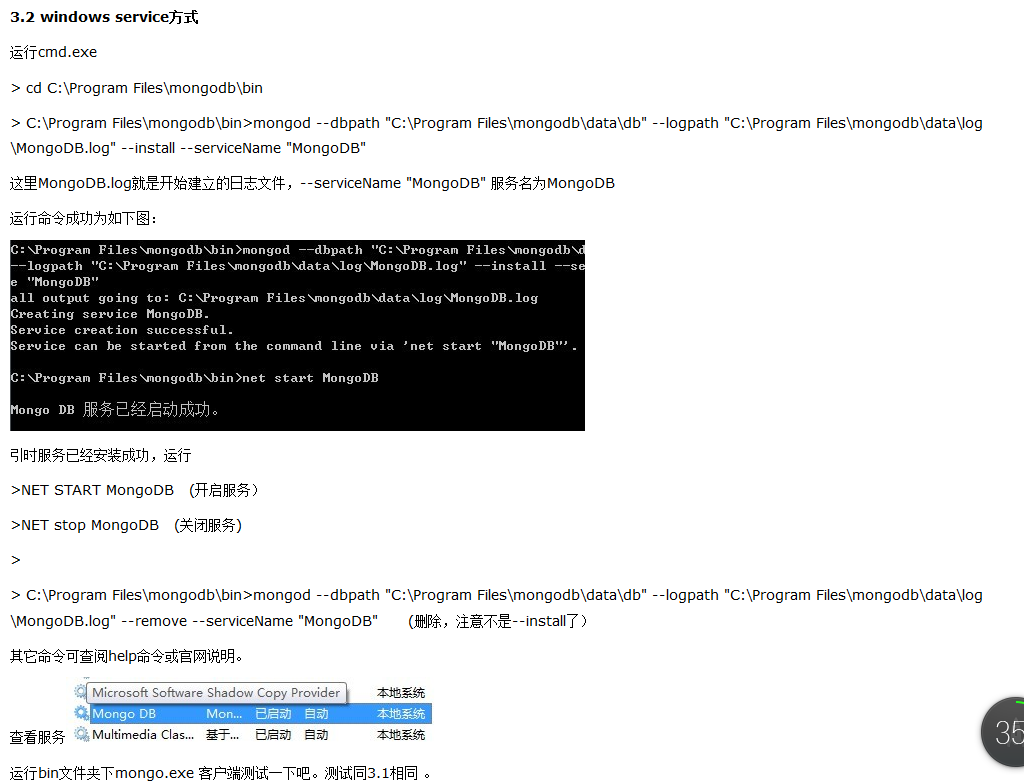 3.2 windows service方式
运行cmd.exe
> cd C:\Program Files\mongodb\bin
> C:\Program Files\mongodb\bin>mongod --dbpath "C:\Program Files\mongodb\data\db" --logpath "C:\Program Files\mongodb\data\log
\MongoDB.log" --install --serviceName "MongoDB"
这里MongoDB.log就是开始建立的日志文件，--serviceName "MongoDB" 服务名为MongoDB
运行命令成功为如下图：
C:\Program Files\mongodb\bin>mongod --dbpath "C:\Program Files\mongodb\d
--logpath "C:\Program Files\mongodb\data\log\MongoDB.log" --install --se
e "MongoDB"
all output going to: C:\Program Files\mongodb\data\log\MongoDB.log
Creating service MongoDB.
Service creation successful.
Service can be started from the command line via 'net start "MongoDB"'.
C:\Program Files\mongodb\bin>net start MongoDB
Mongo DB 服务已经启动成功。
引时服务已经安装成功，运行
>NET START MongoDB (开启服务）
>NET stop MongoDB (关闭服务)
>
> C:\Program Files\mongodb\bin>mongod --dbpath "C:\Program Files\mongodb\data\db" --logpath "C:\Program Files\mongodb\data\log
\MongoDB.log" --remove --serviceName "MongoDB" (删除，注意不是--install了）
其它命令可查阅help命令或官网说明。
Microsoft Software Shadow Copy Provider 本地系统
Mongo DB Mon... 已启动 自动 本地系统
查看服务 Multimedia Clas... 基于... 已启动 自动 本地系统
35
运行bin文件夹下mongo.exe 客户端测试一下吧。测试同3.1相同 。